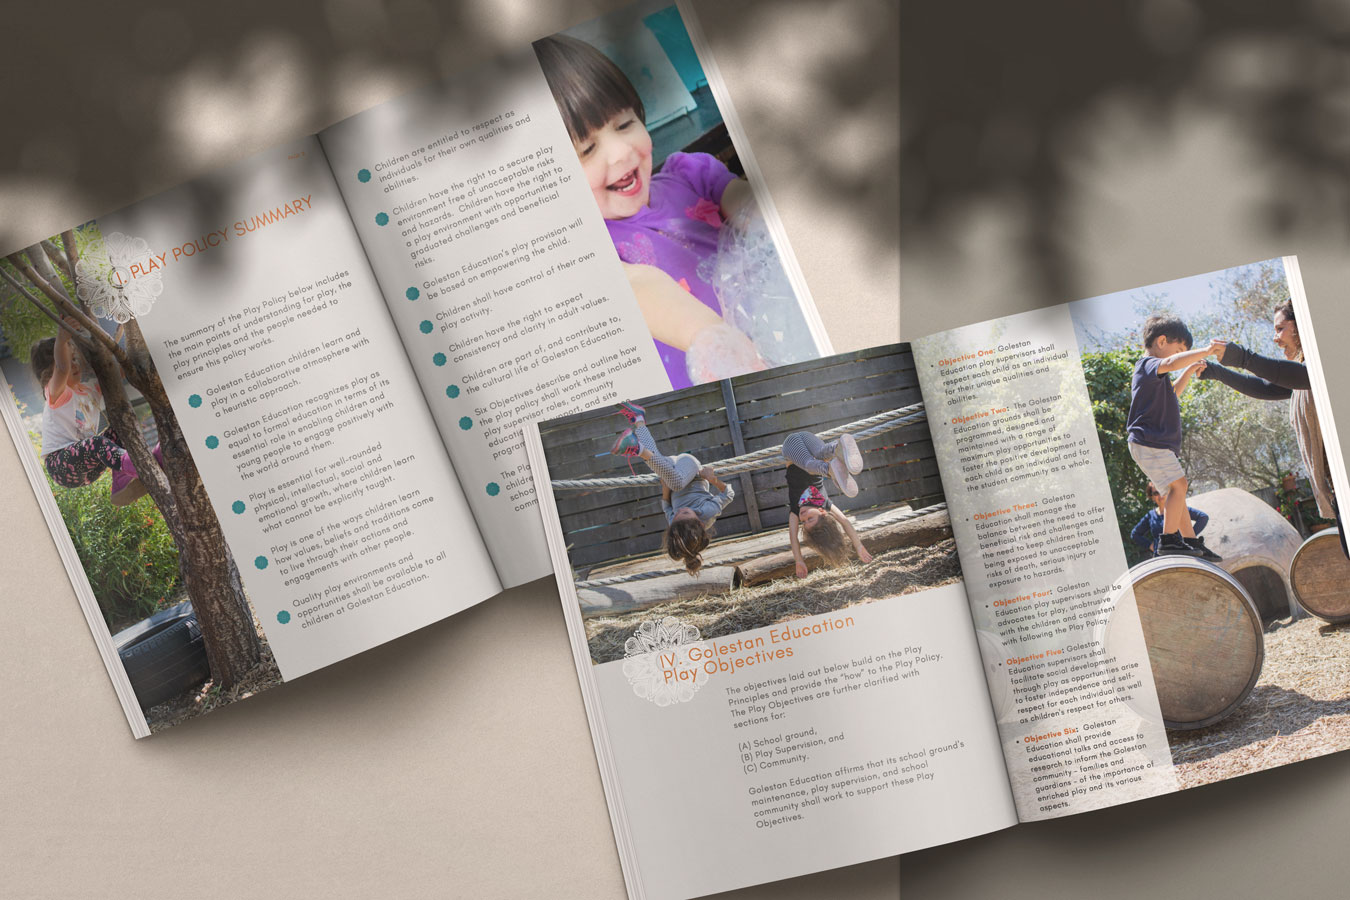 I. PLAY POLICY SUMMARY
The summary of the Play Policy below includes
the main points of understanding for play, the
play principles and the people needed to
ensure this policy works.
Golestan Education children learn and
play in a collaborative atmosphere with
a heuristic approach.
Golestan Education recognizes play as
equal to formal education in terms of its
essential role in enabling children and
young people to engage positively with
the world around them.
Play is essential for well-rounded
physical, intellectual, social and
emotional growth, where children learn
what cannot be explicitly taught.
Play is one of the ways children learn
how values, beliefs and traditions come
to live through their actions and
engagements with other people.
Quality play environments and
opportunities shall be available to all
children at Golestan Education.
Children are entitled to respect as
individuals for their own qualities and
abilities.
Children have the right to a secure play
environment free of unacceptable risks
and hazards. Children have the right to
a play environment with opportunities for
graduated challenges and beneficial
risks.
Golestan Education's play provision will
be based on empowering the child.
Children shall have control of their own
play activity.
Children have the right to expect
consistency and clarity in adult values.
Children are part of, and contribute to,
the cultural life of Golestan Education.
Six Objectives describe and outline how
the play policy shall work these includes
play supervisor roles, community
and site
The
IV. Golestan Education
Play Objectives
The objectives laid out below build on the Play
Principles and provide the "how" to the Play Policy.
The Play Objectives are further clarified with
sections for:
(A) School ground,
(B) Play Supervision, and
(C) Community.
Golestan Education affirms that its school ground's
maintenance, play supervision, and school
community shall work to support these Play
Objectives.
• Objective One: Golestan
Education play supervisors shall
respect each child as an individual
for their unique qualities and
abilities.
• Objective Two: The Golestan
Education grounds shall be
programmed, designed and
maintained with a range of
maximum play opportunities to
foster the positive development of
each child as an individual and for
the student community as a whole.
• Objective Three: Golestan
Education shall manage the
balance between the need to offer
beneficial risk and challenges and
the need to keep children from
being exposed to unacceptable
risks of death, serious injury or
exposure to hazards.
• Objective Four: Golestan
Education play supervisors shall be
advocates for play, unobtrusive
with the children and consistent
with following the Play Policy.
• Objective Five: Golestan
Education supervisors shall
facilitate social development
through play as opportunities arise
to foster independence and self-
respect for each individual as well
as children's respect for others.
• Objective Six: Golestan
Education shall provide
educational talks and access to
research to inform the Golestan
community - families and
guardians - of the importance of
enriched play and its various
aspects.